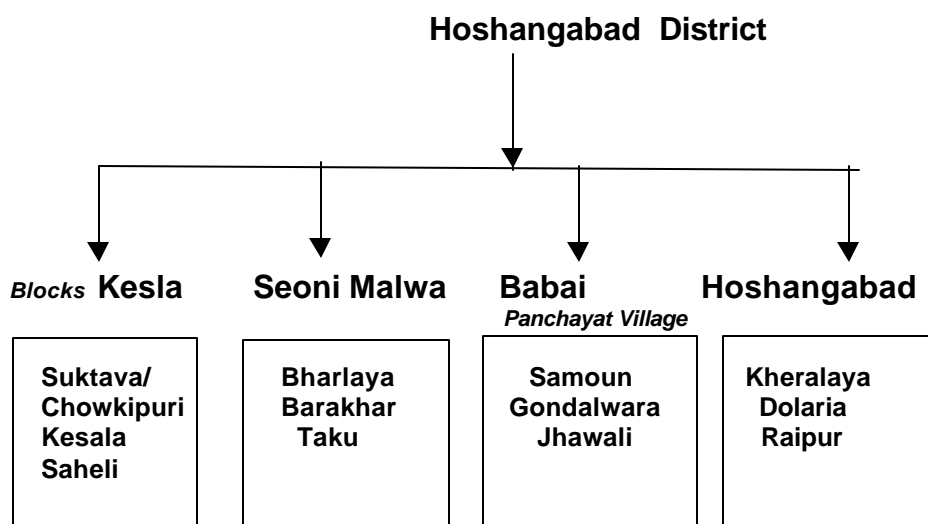 Hoshangabad District
Blocks Kesla
Seoni Malwa
Babai
Hoshangabad
Panchayat Village
Suktava/
Chowkipuri
Kesala
Saheli
Bharlaya
Barakhar
Taku
Samoun
Gondalwara
Jhawali
Kheralaya
Dolaria
Raipur